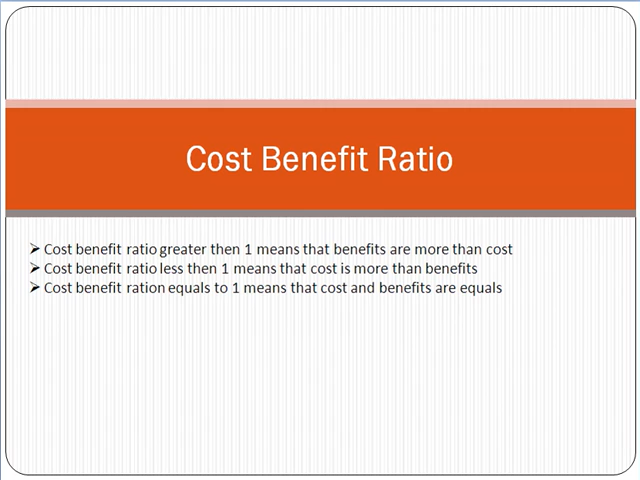 Cost Benefit Ratio
➢ Cost benefit ratio greater then 1 means that benefits are more than cost
➢ Cost benefit ratio less then 1 means that cost is more than benefits
➢ Cost benefit ration equals to 1 means that cost and benefits are equals